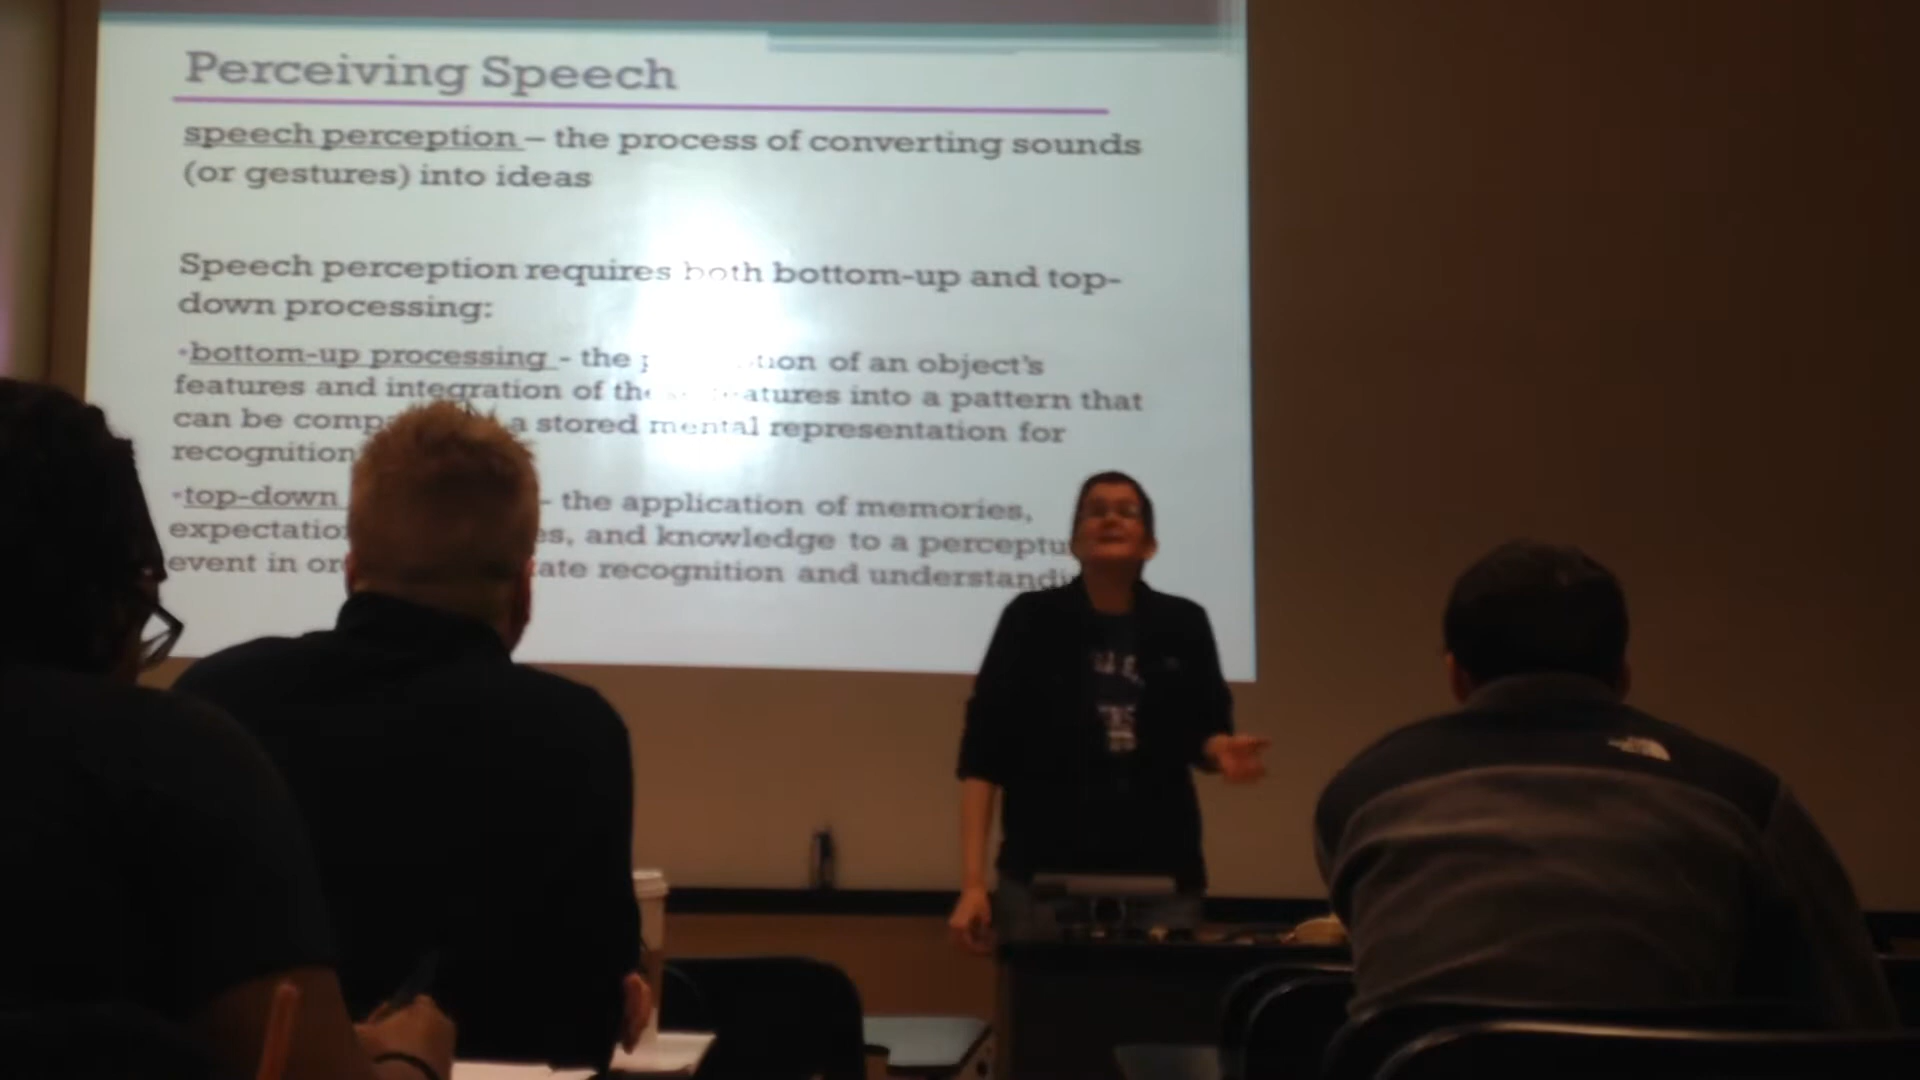 Perceiving Speech
speech perception – the process of converting sounds
(or gestures) into ideas
Speech perception requires both bottom-up and top-
down processing:
•bottom-up processing - the of an object's
features and integration of features into a pattern that
can be a stored mental representation for
recognition
•top-down - the application of memories,
and knowledge to a
event in recognition and